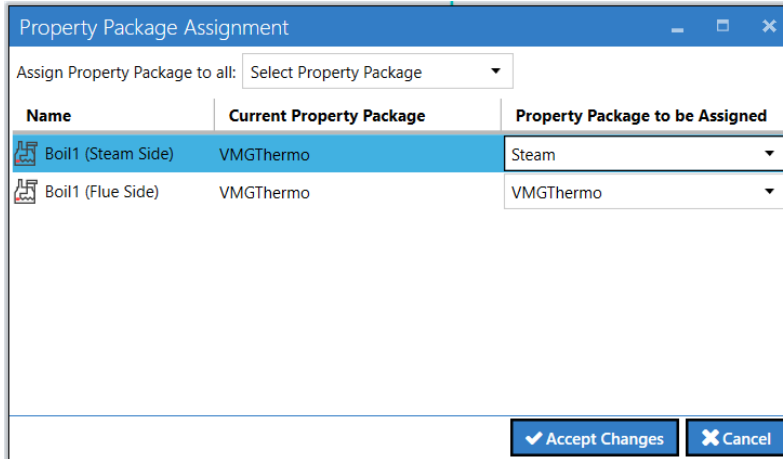 Property Package Assignment
Assign Property Package to all: Select Property Package
Name Current Property Package Property Package to be Assigned
Boil1 (Steam Side) VMGThermo Steam
Boil1 (Flue Side) VMGThermo VMGThermo
Accept Changes Cancel